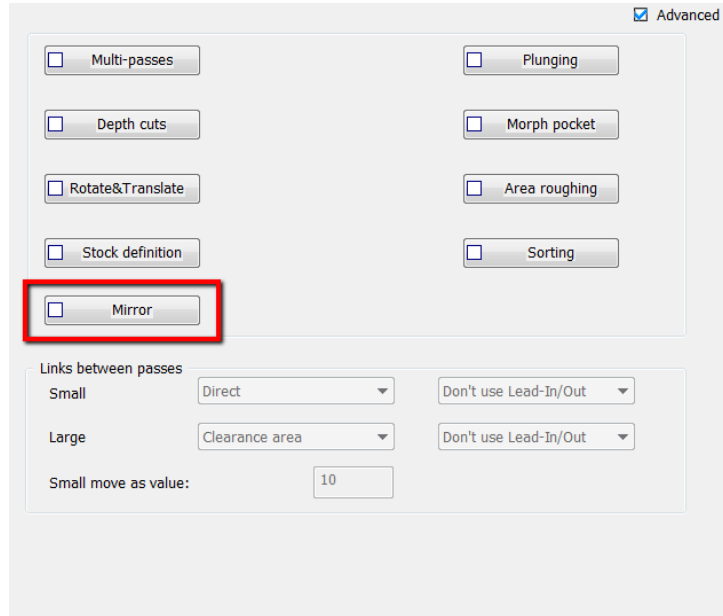 Advanced
Multi-passes
Plunging
Depth cuts
Morph pocket
Rotate&Translate
Area roughing
Stock definition
Sorting
Mirror
Links between passes
Small Direct Don't use Lead-In/Out
Large Clearance area Don't use Lead-In/Out
Small move as value: 10